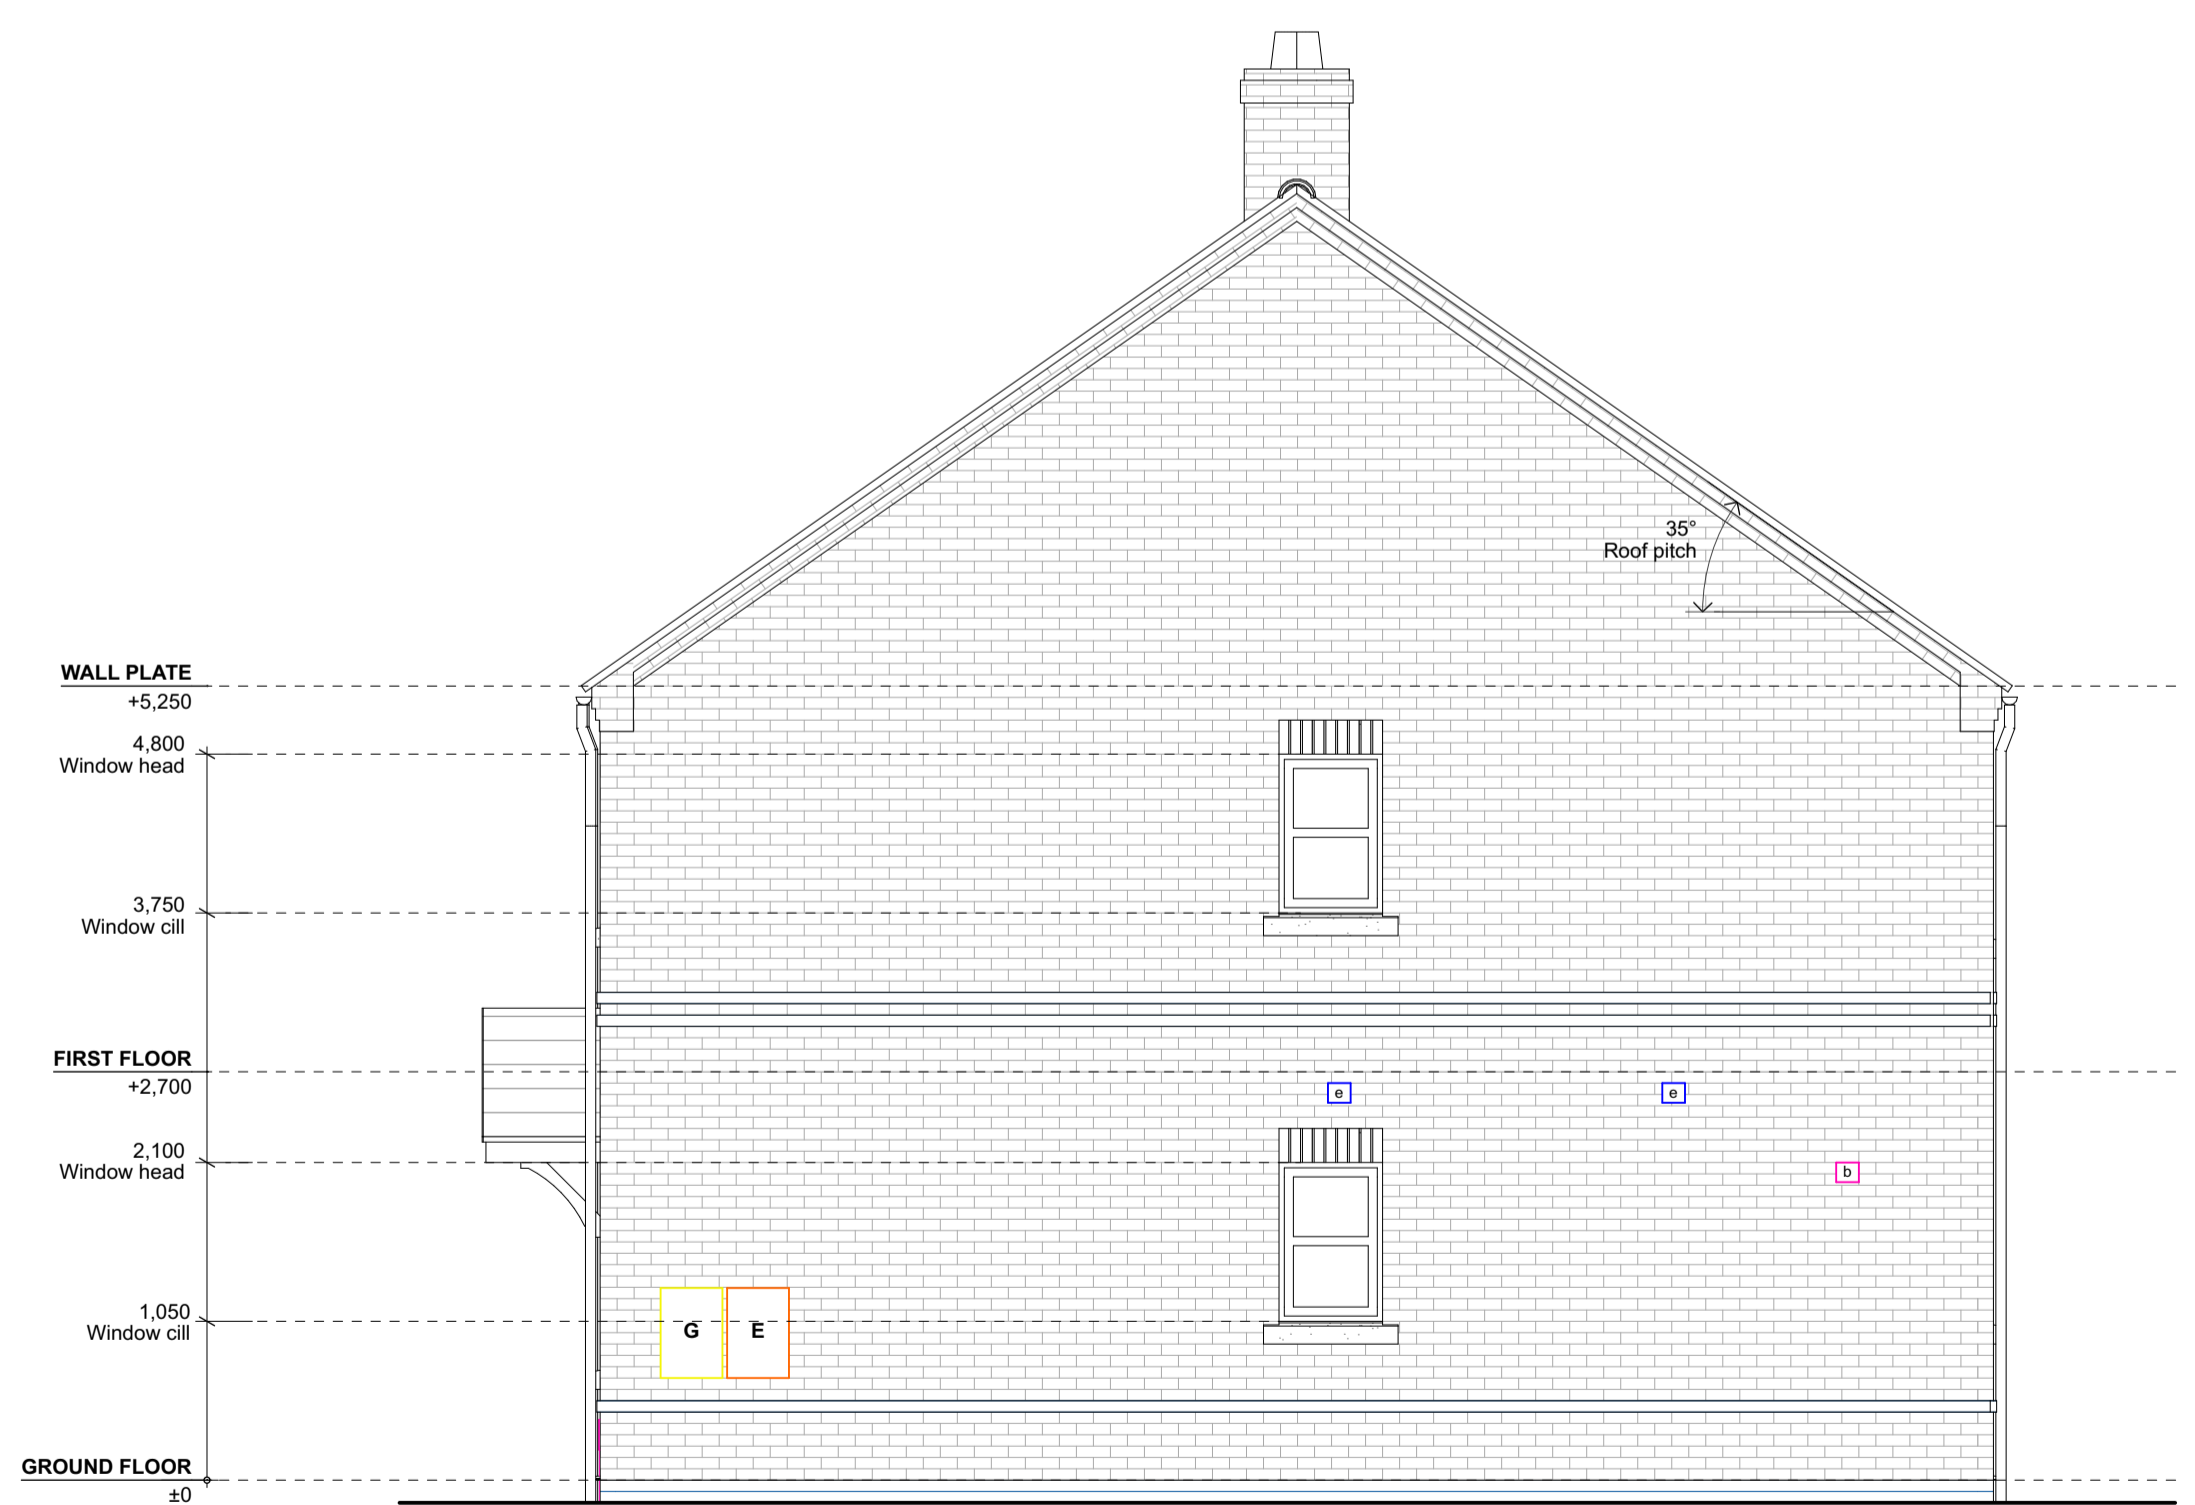 35°
Roof pitch
WALL PLATE
+5,250
4,800
Window head
3,750
Window cill
FIRST FLOOR
+2,700
e
e
2,100
Window head
b
1,050
Window cill
G
E
GROUND FLOOR
±0